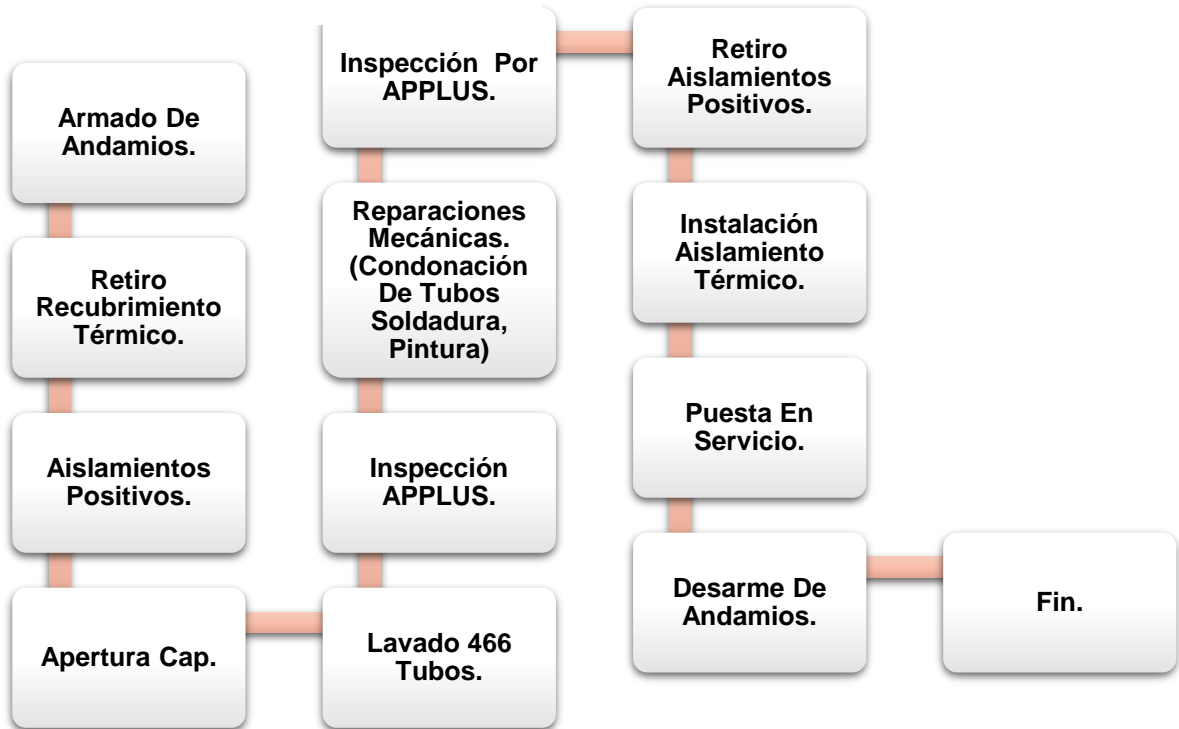 Armado De
Andamios.
Retiro
Recubrimiento
Térmico.
Aislamientos
Positivos.
Apertura Cap.
Lavado 466
Tubos.
Inspección
APPLUS.
Reparaciones
Mecánicas.
(Condonación
De Tubos
Soldadura,
Pintura)
Inspección Por
APPLUS.
Retiro
Aislamientos
Positivos.
Instalación
Aislamiento
Térmico.
Puesta En
Servicio.
Desarme De
Andamios.
Fin.